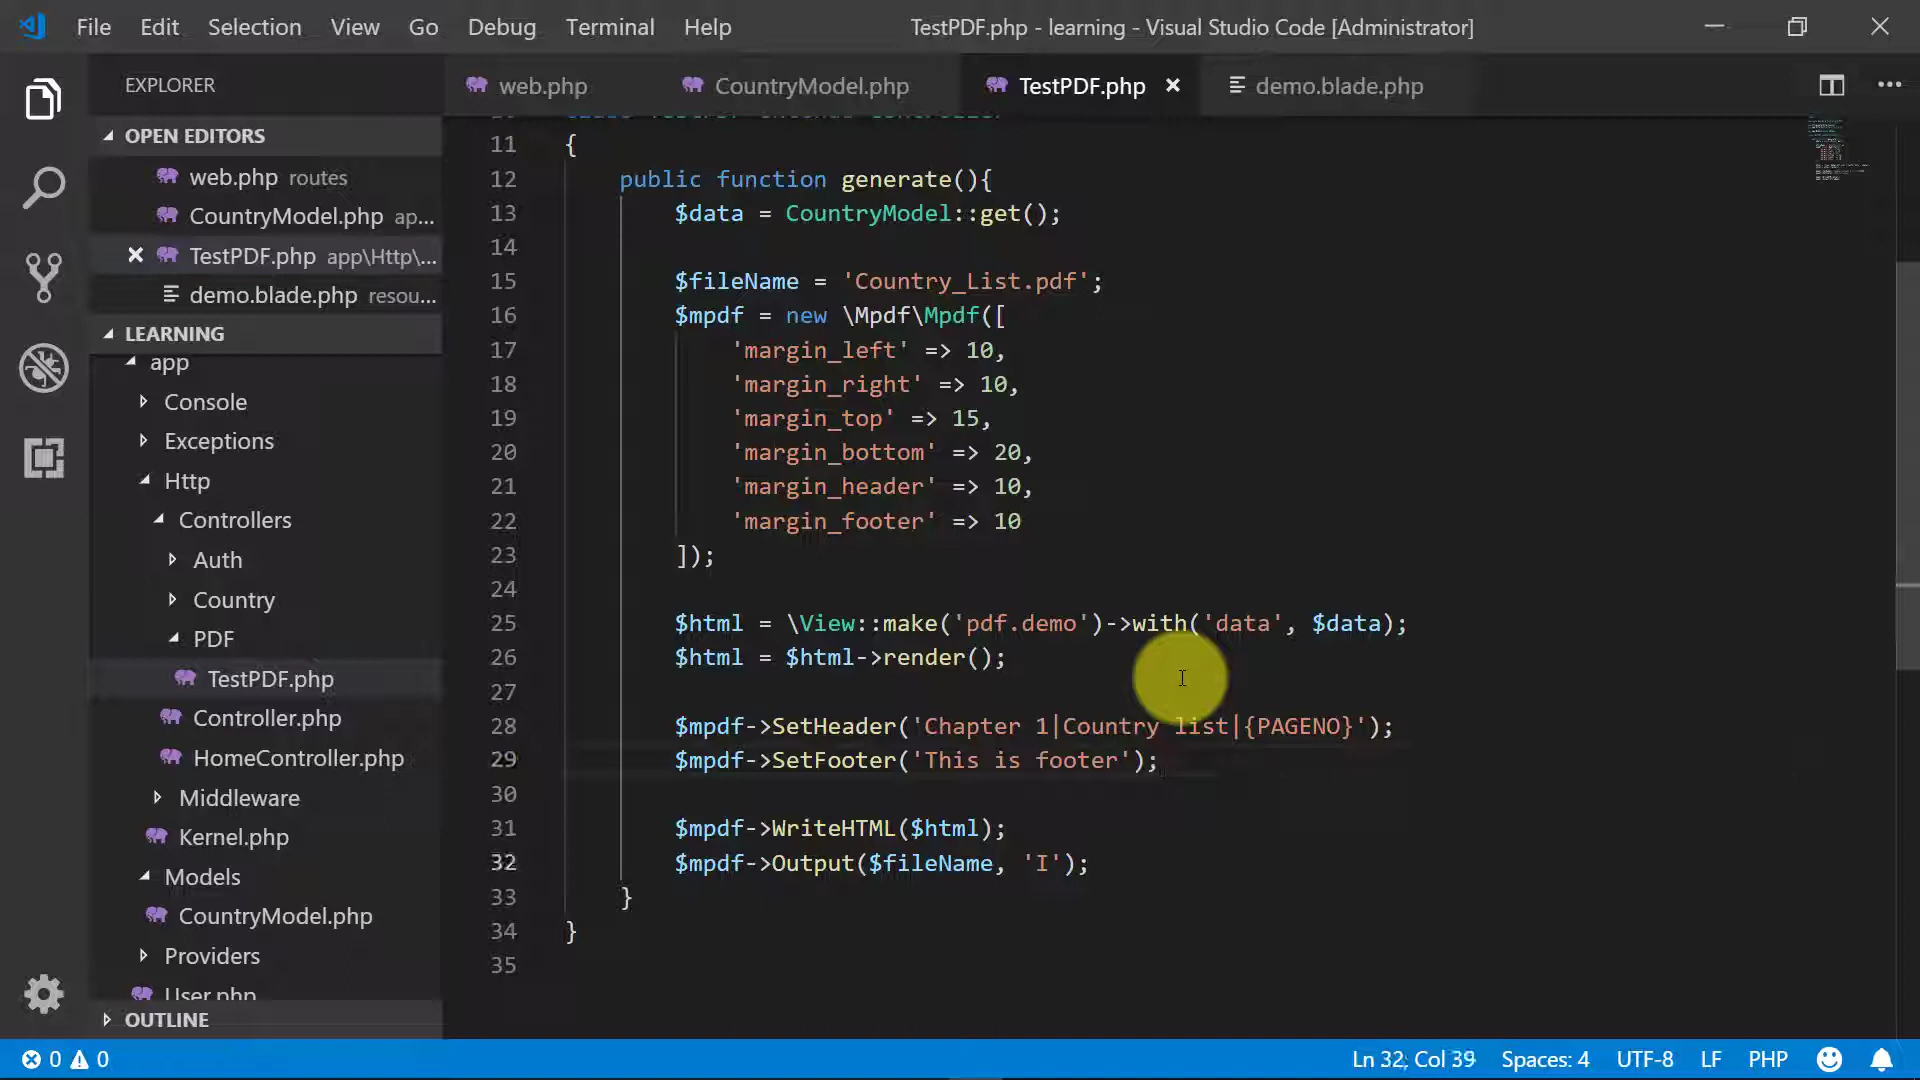 File Edit Selection View Go Debug Terminal Help
TestPDF.php - learning - Visual Studio Code [Administrator]
EXPLORER
OPEN EDITORS
web.php routes
CountryModel.php ap...
TestPDF.php app\Http\...
demo.blade.php resou...
LEARNING
app
Console
Exceptions
Http
Controllers
Auth
Country
PDF
TestPDF.php
Controller.php
HomeController.php
Middleware
Kernel.php
Models
CountryModel.php
Providers
User.php
OUTLINE
web.php CountryModel.php TestPDF.php demo.blade.php
11 {
12 public function generate(){
13 $data = CountryModel::get();
14
15 $fileName = 'Country_List.pdf';
16 $mpdf = new \Mpdf\Mpdf([
17 'margin_left' => 10,
18 'margin_right' => 10,
19 'margin_top' => 15,
20 'margin_bottom' => 20,
21 'margin_header' => 10,
22 'margin_footer' => 10
23 ]);
24
25 $html = \View::make('pdf.demo')->with('data', $data);
26 $html = $html->render();
27
28 $mpdf->SetHeader('Chapter 1|Country list|{PAGENO}');
29 $mpdf->SetFooter('This is footer');
30
31 $mpdf->WriteHTML($html);
32 $mpdf->Output($fileName, 'I');
33 }
34 }
35
0 0
Ln 32, Col 39 Spaces: 4 UTF-8 LF PHP